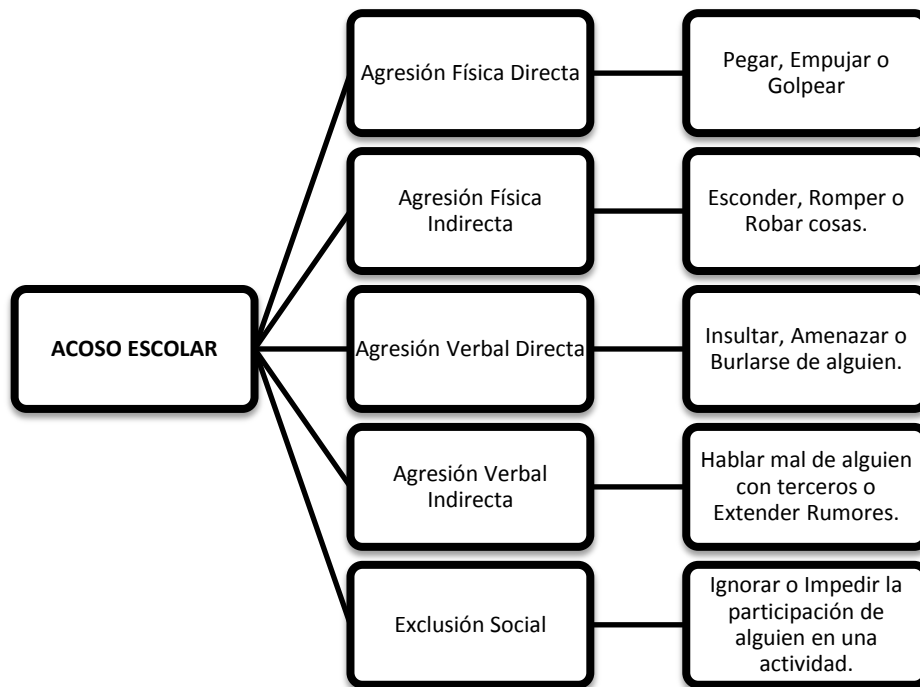 Agresión Física Directa
Pegar, Empujar o
Golpear
Agresión Física
Indirecta
Esconder, Romper o
Robar cosas.
ACOSO ESCOLAR
Agresión Verbal Directa
Insultar, Amenazar o
Burlarse de alguien.
Agresión Verbal
Indirecta
Hablar mal de alguien
con terceros o
Extender Rumores.
Exclusión Social
Ignorar o Impedir la
participación de
alguien en una
actividad.